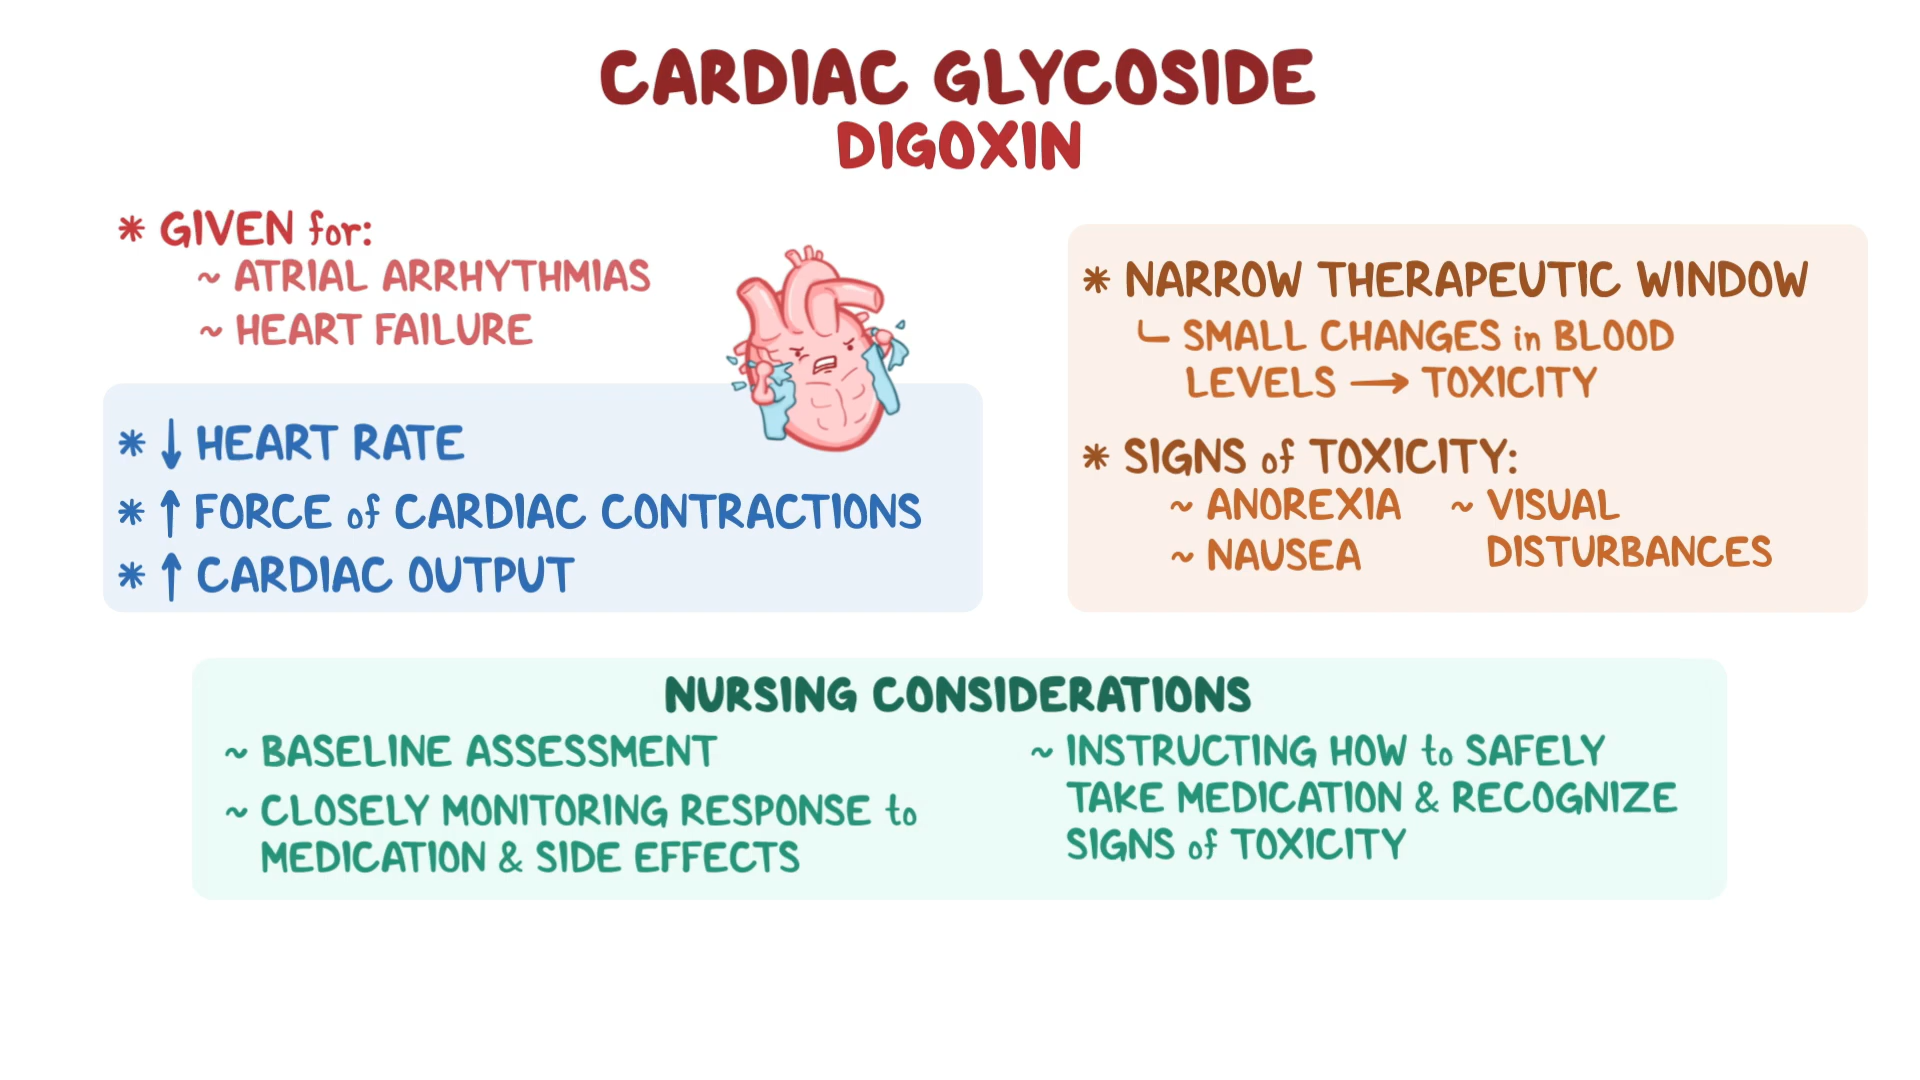 CARDIAC GLYCOSIDE
DIGOXIN
* GIVEN for:
~ ATRIAL ARRHYTHMIAS
~ HEART FAILURE
* ↓ HEART RATE
* ↑ FORCE of CARDIAC CONTRACTIONS
* ↑ CARDIAC OUTPUT
* NARROW THERAPEUTIC WINDOW
SMALL CHANGES in BLOOD
LEVELS → TOXICITY
* SIGNS of TOXICITY:
~ ANOREXIA
~ NAUSEA
~ VISUAL
DISTURBANCES
NURSING CONSIDERATIONS
~ BASELINE ASSESSMENT
~ CLOSELY MONITORING RESPONSE to
MEDICATION & SIDE EFFECTS
~ INSTRUCTING HOW to SAFELY
TAKE MEDICATION & RECOGNIZE
SIGNS of TOXICITY